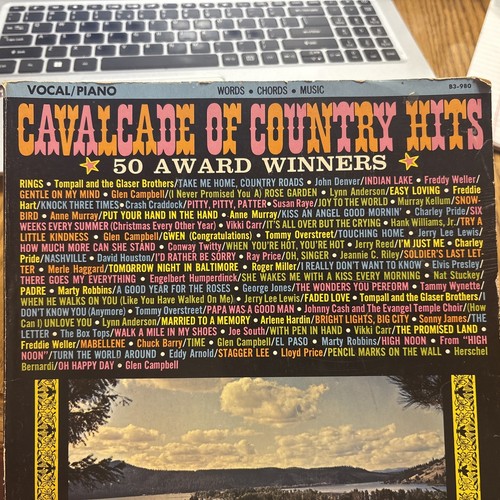 VOCAL/PIANO WORDS • CHORDS • MUSIC B3-980
CAVALCADE OF COUNTRY HITS
50 AWARD WINNERS
RINGS • Tompall and the Glaser Brothers/TAKE ME HOME, COUNTRY ROADS • John Denver/INDIAN LAKE • Freddy Weller/
GENTLE ON MY MIND • Glen Campbell/(I Never Promised You A) ROSE GARDEN • Lynn Anderson/EASY LOVING • Freddie
Hart/KNOCK THREE TIMES•Crash Craddock/PITTY, PITTY, PATTER•Susan Raye/JOY TO THE WORLD•Murray Kellum/SNOW-
BIRD • Anne Murray/PUT YOUR HAND IN THE HAND • Anne Murray/KISS AN ANGEL GOOD MORNIN' • Charley Pride/SIX
WEEKS EVERY SUMMER (Christmas Every Other Year) • Vikki Carr/IT'S ALL OVER BUT THE CRYING • Hank Williams, Jr./TRY A
LITTLE KINDNESS • Glen Campbell/GWEN (Congratulations) • Tommy Overstreet/TOUCHING HOME • Jerry Lee Lewis/
HOW MUCH MORE CAN SHE STAND • Conway Twitty/WHEN YOU'RE HOT, YOU'RE HOT • Jerry Reed/I'M JUST ME • Charley
Pride/NASHVILLE • David Houston/I'D RATHER BE SORRY • Ray Price/OH, SINGER • Jeannie C. Riley/SOLDIER'S LAST LET-
TER • Merle Haggard/TOMORROW NIGHT IN BALTIMORE • Roger Miller/I REALLY DON'T WANT TO KNOW • Elvis Presley
THERE GOES MY EVERYTHING • Engelbert Humperdinck/SHE WAKES ME WITH A KISS EVERY MORNING • Nat Stuckey/
PADRE • Marty Robbins/A GOOD YEAR FOR THE ROSES • George Jones/THE WONDERS YOU PERFORM • Tammy Wynette/
WHEN HE WALKS ON YOU (Like You Have Walked On Me) • Jerry Lee Lewis/FADED LOVE • Tompall and the Glaser Brothers/I
DON'T KNOW YOU (Anymore) • Tommy Overstreet/PAPA WAS A GOOD MAN • Johnny Cash and The Evangel Temple Choir/(How
Can I) UNLOVE YOU • Lynn Anderson/MARRIED TO A MEMORY • Arlene Hardin/BRIGHT LIGHTS, BIG CITY • Sonny James/THE
LETTER • The Box Tops/WALK A MILE IN MY SHOES • Joe South/WITH PEN IN HAND • Vikki Carr/THE PROMISED LAND •
Freddie Weller/MABELLENE • Chuck Barry/TIME • Glen Campbell/EL PASO • Marty Robbins/HIGH NOON • From "HIGH
NOON"/TURN THE WORLD AROUND • Eddy Arnold/STAGGER LEE • Lloyd Price/PENCIL MARKS ON THE WALL • Herschel
Bernardi/OH HAPPY DAY • Glen Campbell